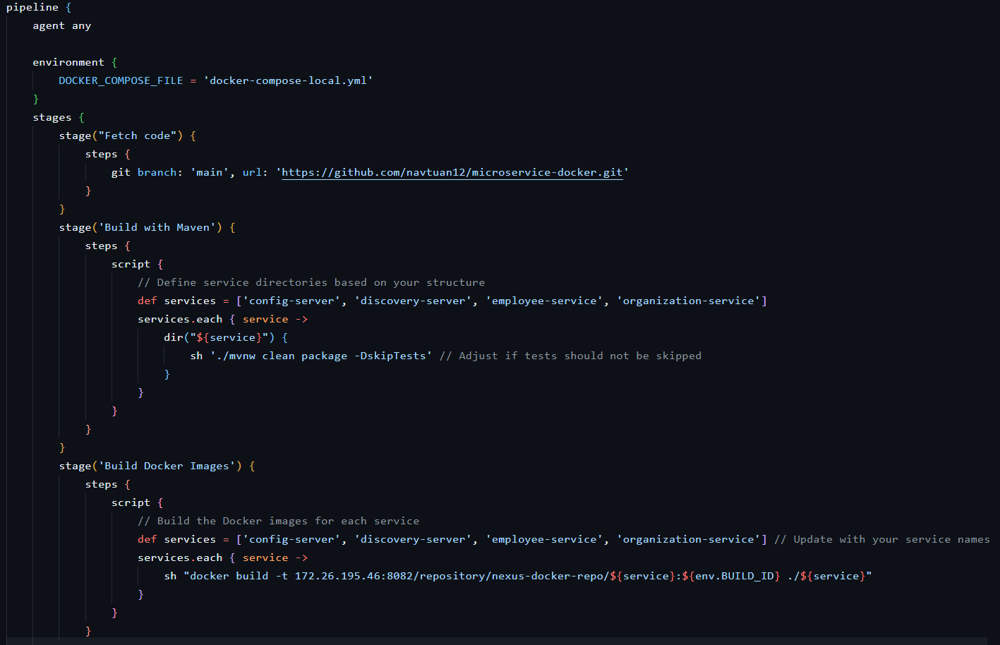 pipeline {
    agent any

    environment {
        DOCKER_COMPOSE_FILE = 'docker-compose-local.yml'
    }
    stages {
        stage("Fetch code") {
            steps {
                git branch: 'main', url: 'https://github.com/navtuan12/microservice-docker.git'
            }
        }
        stage('Build with Maven') {
            steps {
                script {
                    // Define service directories based on your structure
                    def services = ['config-server', 'discovery-server', 'employee-service', 'organization-service']
                    services.each { service ->
                        dir("${service}") {
                            sh './mvnw clean package -DskipTests' // Adjust if tests should not be skipped
                        }
                    }
                }
            }
        }
        stage('Build Docker Images') {
            steps {
                script {
                    // Build the Docker images for each service
                    def services = ['config-server', 'discovery-server', 'employee-service', 'organization-service'] // Update with your service names
                    services.each { service ->
                        sh "docker build -t 172.26.195.46:8082/repository/nexus-docker-repo/${service}:${env.BUILD_ID} ./${service}"
                    }
                }
            }